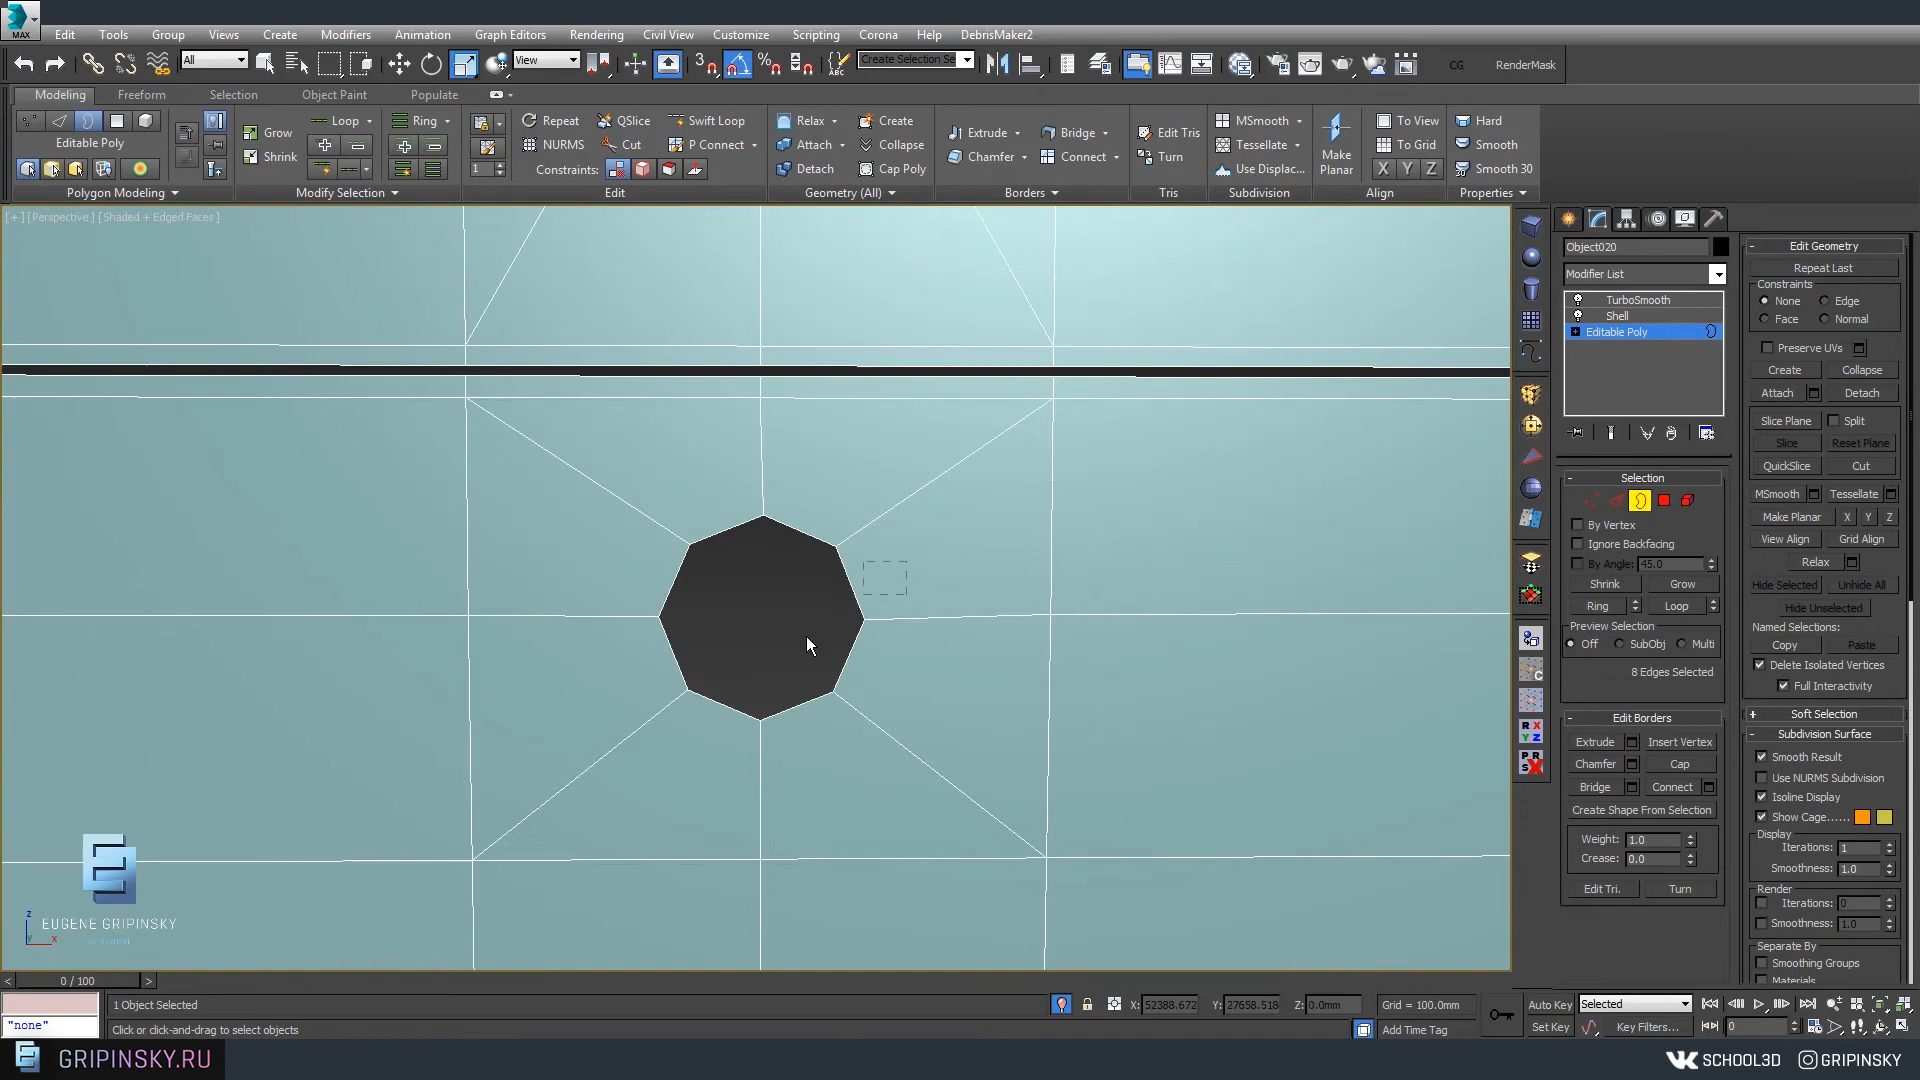 MAX
Edit Tools Group Views Create Modifiers Animation Graph Editors Rendering Civil View Customize Scripting Corona Help DebrisMaker2
All View 3 ABC Create Selection Se CG RenderMask
Modeling Freeform Selection Object Paint Populate
Loop Ring Repeat QSlice Swift Loop Relax Create Extrude Bridge Edit Tris MSmooth To View Hard
Grow
Editable Poly NURMS Cut P Connect Attach Collapse Chamfer Connect Turn Tessellate To Grid Smooth
Shrink
1 Constraints: Detach Cap Poly Use Displac... Make Planar X Y Z Smooth 30
Polygon Modeling Modify Selection Edit Geometry (All) Borders Tris Subdivision Align Properties
[+][Perspective][Shaded + Edged Faces]
Object020
Modifier List
TurboSmooth
Shell
Editable Poly
Selection
By Vertex
Ignore Backfacing
By Angle: 45.0
Shrink Grow
Ring Loop
Preview Selection
Off SubObj Multi
8 Edges Selected
Edit Borders
Extrude Insert Vertex
Chamfer Cap
Bridge Connect
Create Shape From Selection
Weight: 1.0
Crease: 0.0
Edit Tri. Turn
Edit Geometry
Repeat Last
Constraints
None Edge
Face Normal
Preserve UVs
Create Collapse
Attach Detach
Slice Plane Split
Slice Reset Plane
QuickSlice Cut
MSmooth Tessellate
Make Planar X Y Z
View Align Grid Align
Relax
Hide Selected Unhide All
Hide Unselected
Named Selections:
Copy Paste
Delete Isolated Vertices
Full Interactivity
Soft Selection
Subdivision Surface
Smooth Result
Use NURMS Subdivision
Isoline Display
Show Cage......
Display
Iterations: 1
Smoothness: 1.0
Render
Iterations: 0
Smoothness: 1.0
Separate By
Smoothing Groups
Materials
EUGENE GRIPINSKY
z
y x
< 0 / 100 >
"none"
1 Object Selected X: 52388.672 Y: 27658.518 Z: 0.0mm Grid = 100.0mm Auto Key Selected
Click or click-and-drag to select objects Add Time Tag Set Key Key Filters... 0
GRIPINSKY.RU SCHOOL3D GRIPINSKY